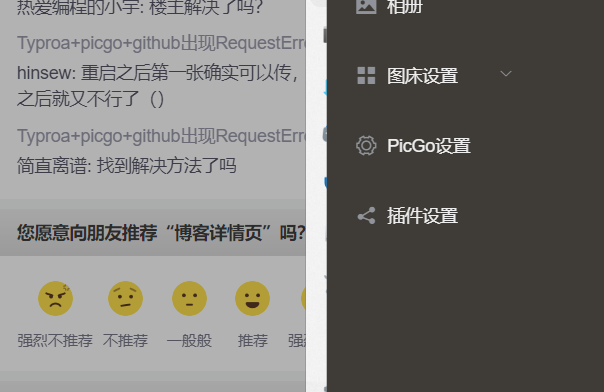 热爱编程的小宇: 楼主解决了吗?
Typroa+picgo+github出现RequestErro
hinsew: 重启之后第一张确实可以传，
之后就又不行了（）
Typroa+picgo+github出现RequestErro
简直离谱: 找到解决方法了吗
您愿意向朋友推荐“博客详情页”吗?
强烈不推荐 不推荐 一般般 推荐 强烈
相册
图床设置
PicGo设置
插件设置